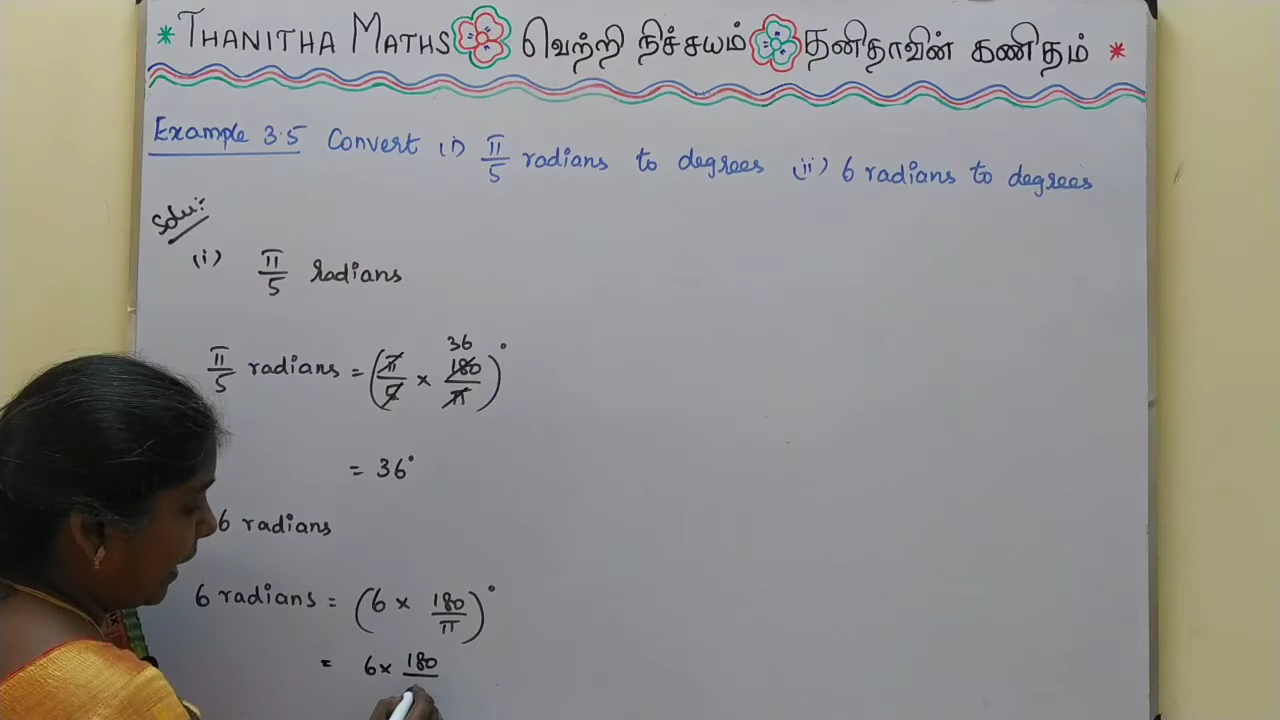 * THANITHA MATHS வெற்றி நிச்சயம் தனிதாவின் கணிதம் *
Example 3.5 Convert (i) π/5 radians to degrees (ii) 6 radians to degrees
Solu:-
(i) π/5 radians
π/5 radians = (π/5 × 180/π)° 36
= 36°
6 radians
6 radians = (6 × 180/π)°
= 6× 180